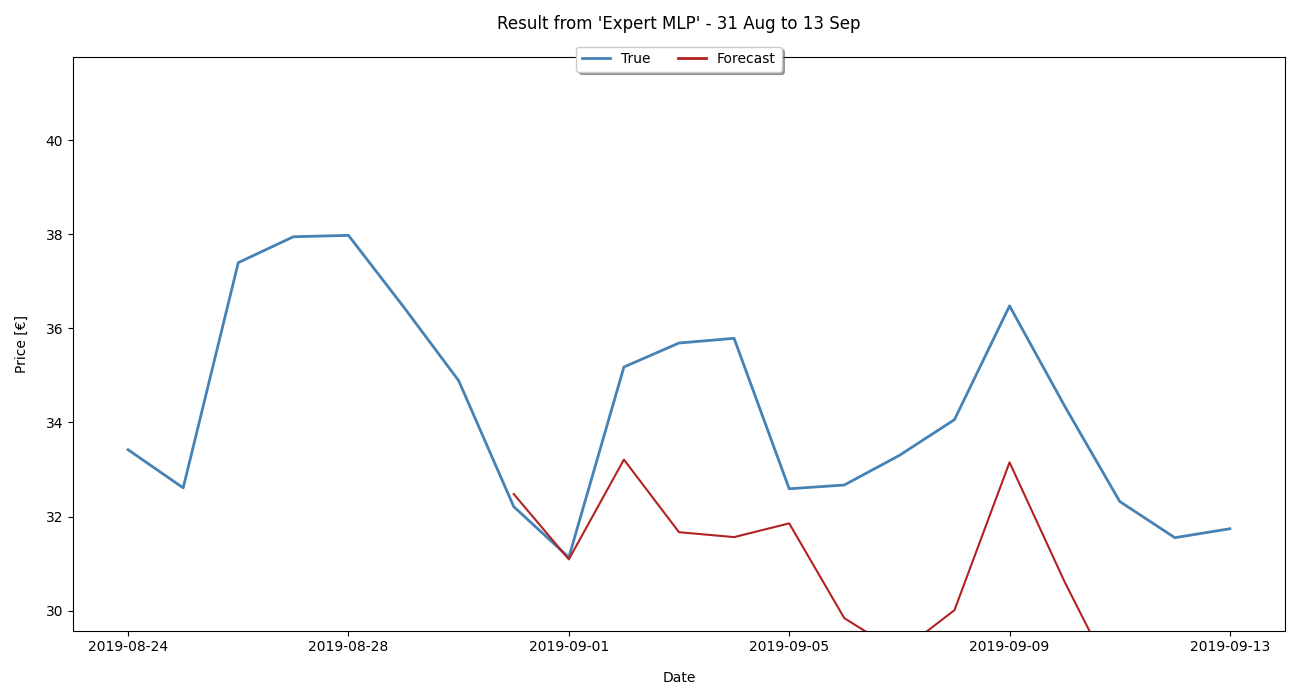 Result from 'Expert MLP' - 31 Aug to 13 Sep
True Forecast
40
38
36
34
32
30
Price [€]
2019-08-24 2019-08-28 2019-09-01 2019-09-05 2019-09-09 2019-09-13
Date